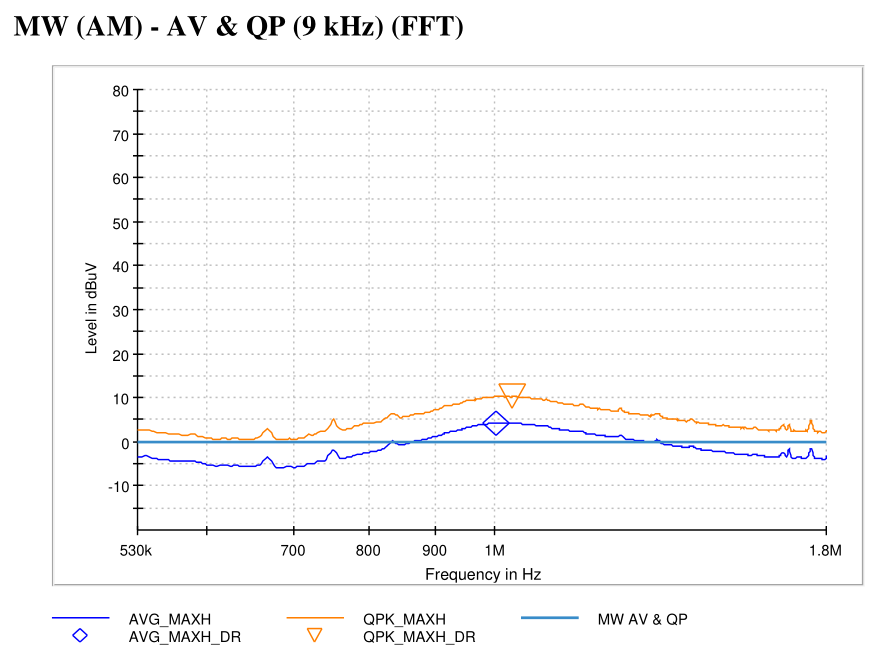 MW (AM) - AV & QP (9 kHz) (FFT)
80
70
60
50
40
30
20
10
0
-10
Level in dBuV
530k 700 800 900 1M 1.8M
Frequency in Hz
AVG_MAXH QPK_MAXH MW AV & QP
AVG_MAXH_DR QPK_MAXH_DR